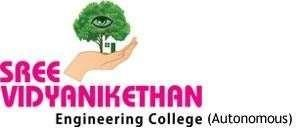 SREE
VIDYANIKETHAN
Engineering College (Autonomous)